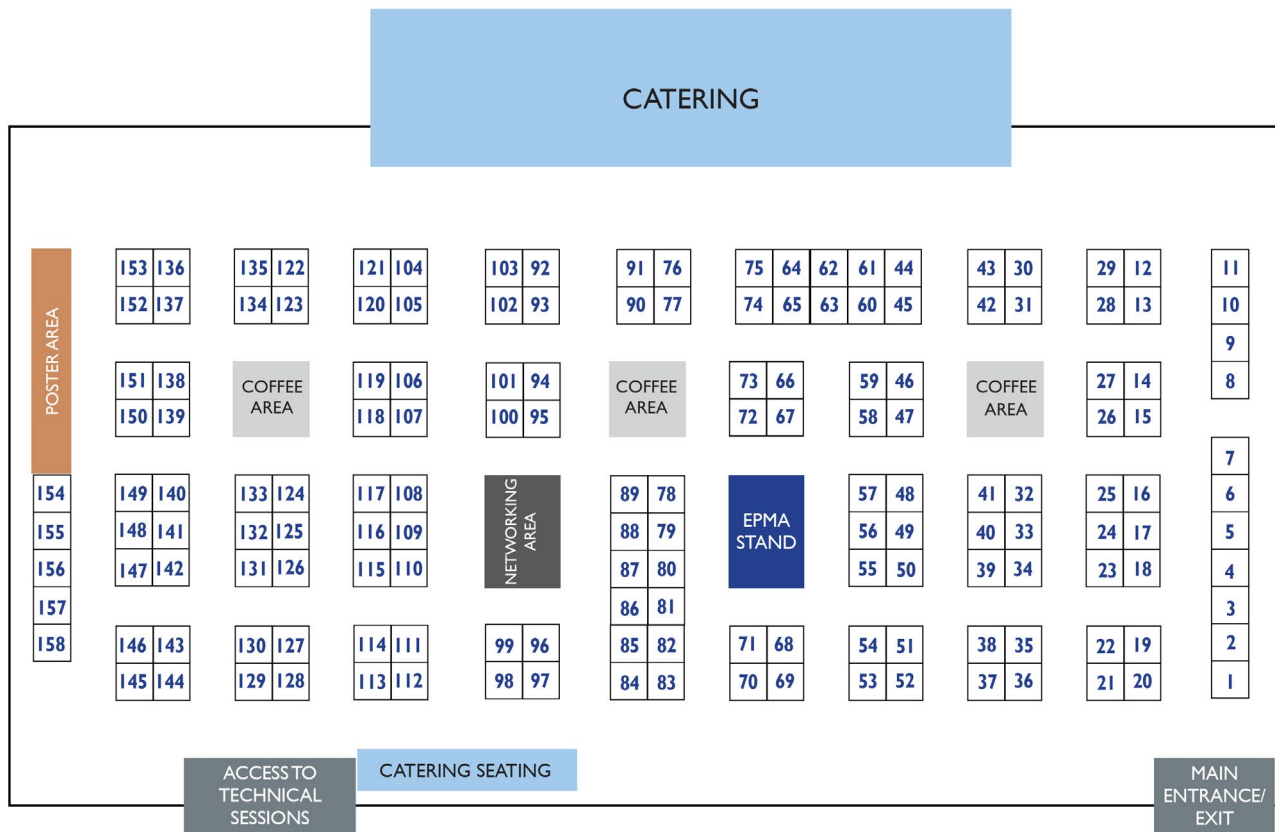 CATERING
POSTER AREA
153 136 135 122 121 104 103 92 91 76 75 64 62 61 44 43 30 29 12 11
152 137 134 123 120 105 102 93 90 77 74 65 63 60 45 42 31 28 13 10
9
151 138 COFFEE AREA 119 106 101 94 COFFEE AREA 73 66 59 46 COFFEE AREA 27 14 8
150 139 118 107 100 95 72 67 58 47 26 15
7
154 149 140 133 124 117 108 NETWORKING AREA 89 78 EPMA STAND 57 48 41 32 25 16 6
155 148 141 132 125 116 109 88 79 56 49 40 33 24 17 5
156 147 142 131 126 115 110 87 80 55 50 39 34 23 18 4
157 86 81 3
158 146 143 130 127 114 111 99 96 85 82 71 68 54 51 38 35 22 19 2
145 144 129 128 113 112 98 97 84 83 70 69 53 52 37 36 21 20 1
ACCESS TO
TECHNICAL
SESSIONS
CATERING SEATING
MAIN
ENTRANCE/
EXIT